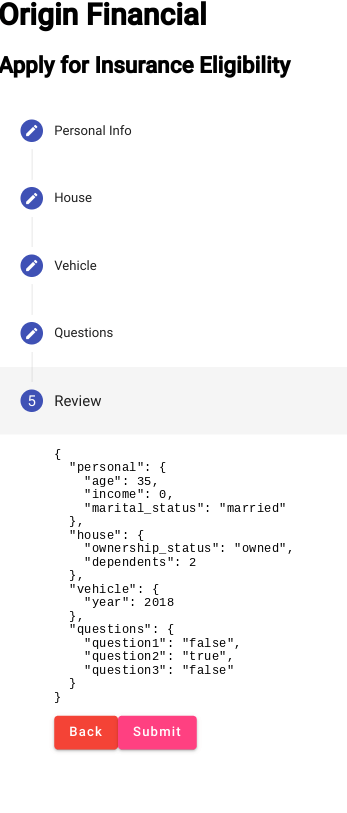 Origin Financial
Apply for Insurance Eligibility
Personal Info
House
Vehicle
Questions
5 Review
{
  "personal": {
    "age": 35,
    "income": 0,
    "marital_status": "married"
  },
  "house": {
    "ownership_status": "owned",
    "dependents": 2
  },
  "vehicle": {
    "year": 2018
  },
  "questions": {
    "question1": "false",
    "question2": "true",
    "question3": "false"
  }
}
Back Submit